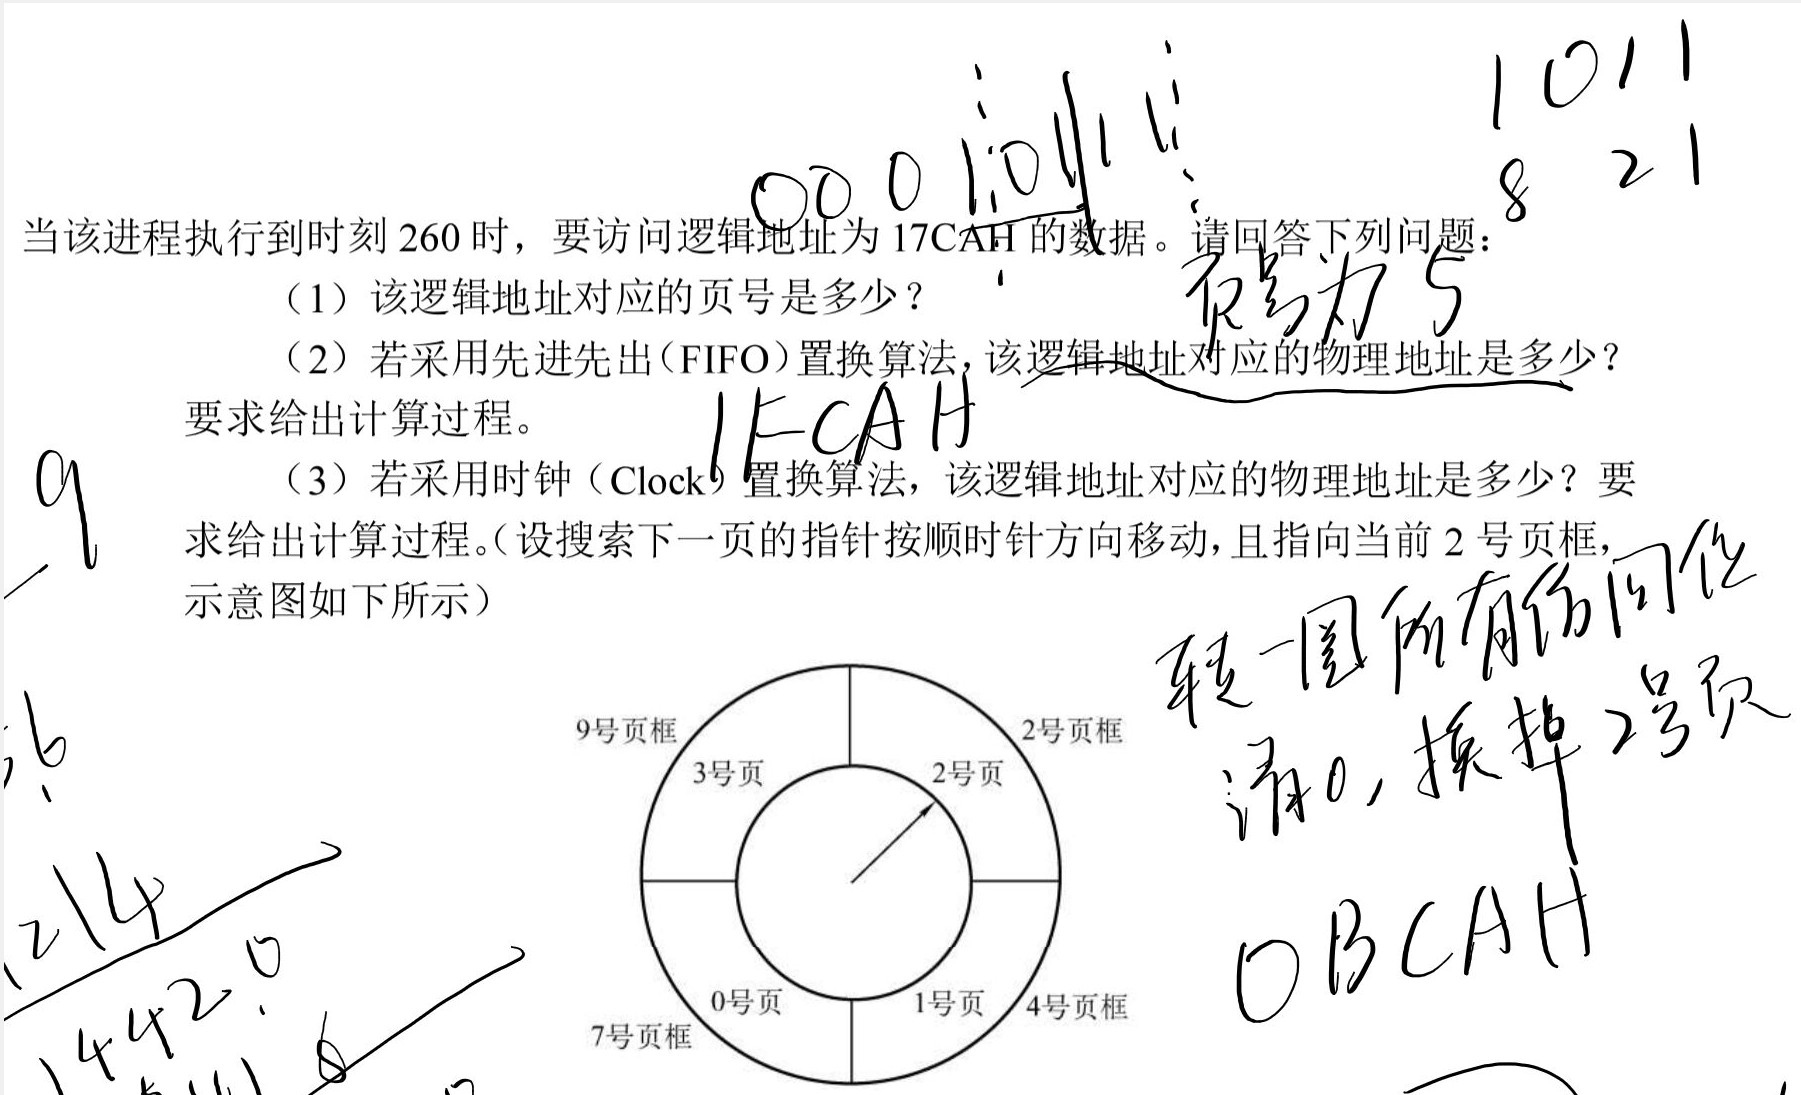 1011
8 21
000 1011111
当该进程执行到时刻 260 时，要访问逻辑地址为 17CAH 的数据。请回答下列问题：
（1）该逻辑地址对应的页号是多少？
页号为 5
（2）若采用先进先出（FIFO）置换算法，该逻辑地址对应的物理地址是多少？
要求给出计算过程。
1FCAH
（3）若采用时钟（Clock）置换算法，该逻辑地址对应的物理地址是多少？要
求给出计算过程。（设搜索下一页的指针按顺时针方向移动，且指向当前 2 号页框，
示意图如下所示）
9
转一圈所有访问位
清0，换掉2号页
0BCAH
9号页框
2号页框
3号页
2号页
0号页
1号页
7号页框
4号页框
214
1442.0